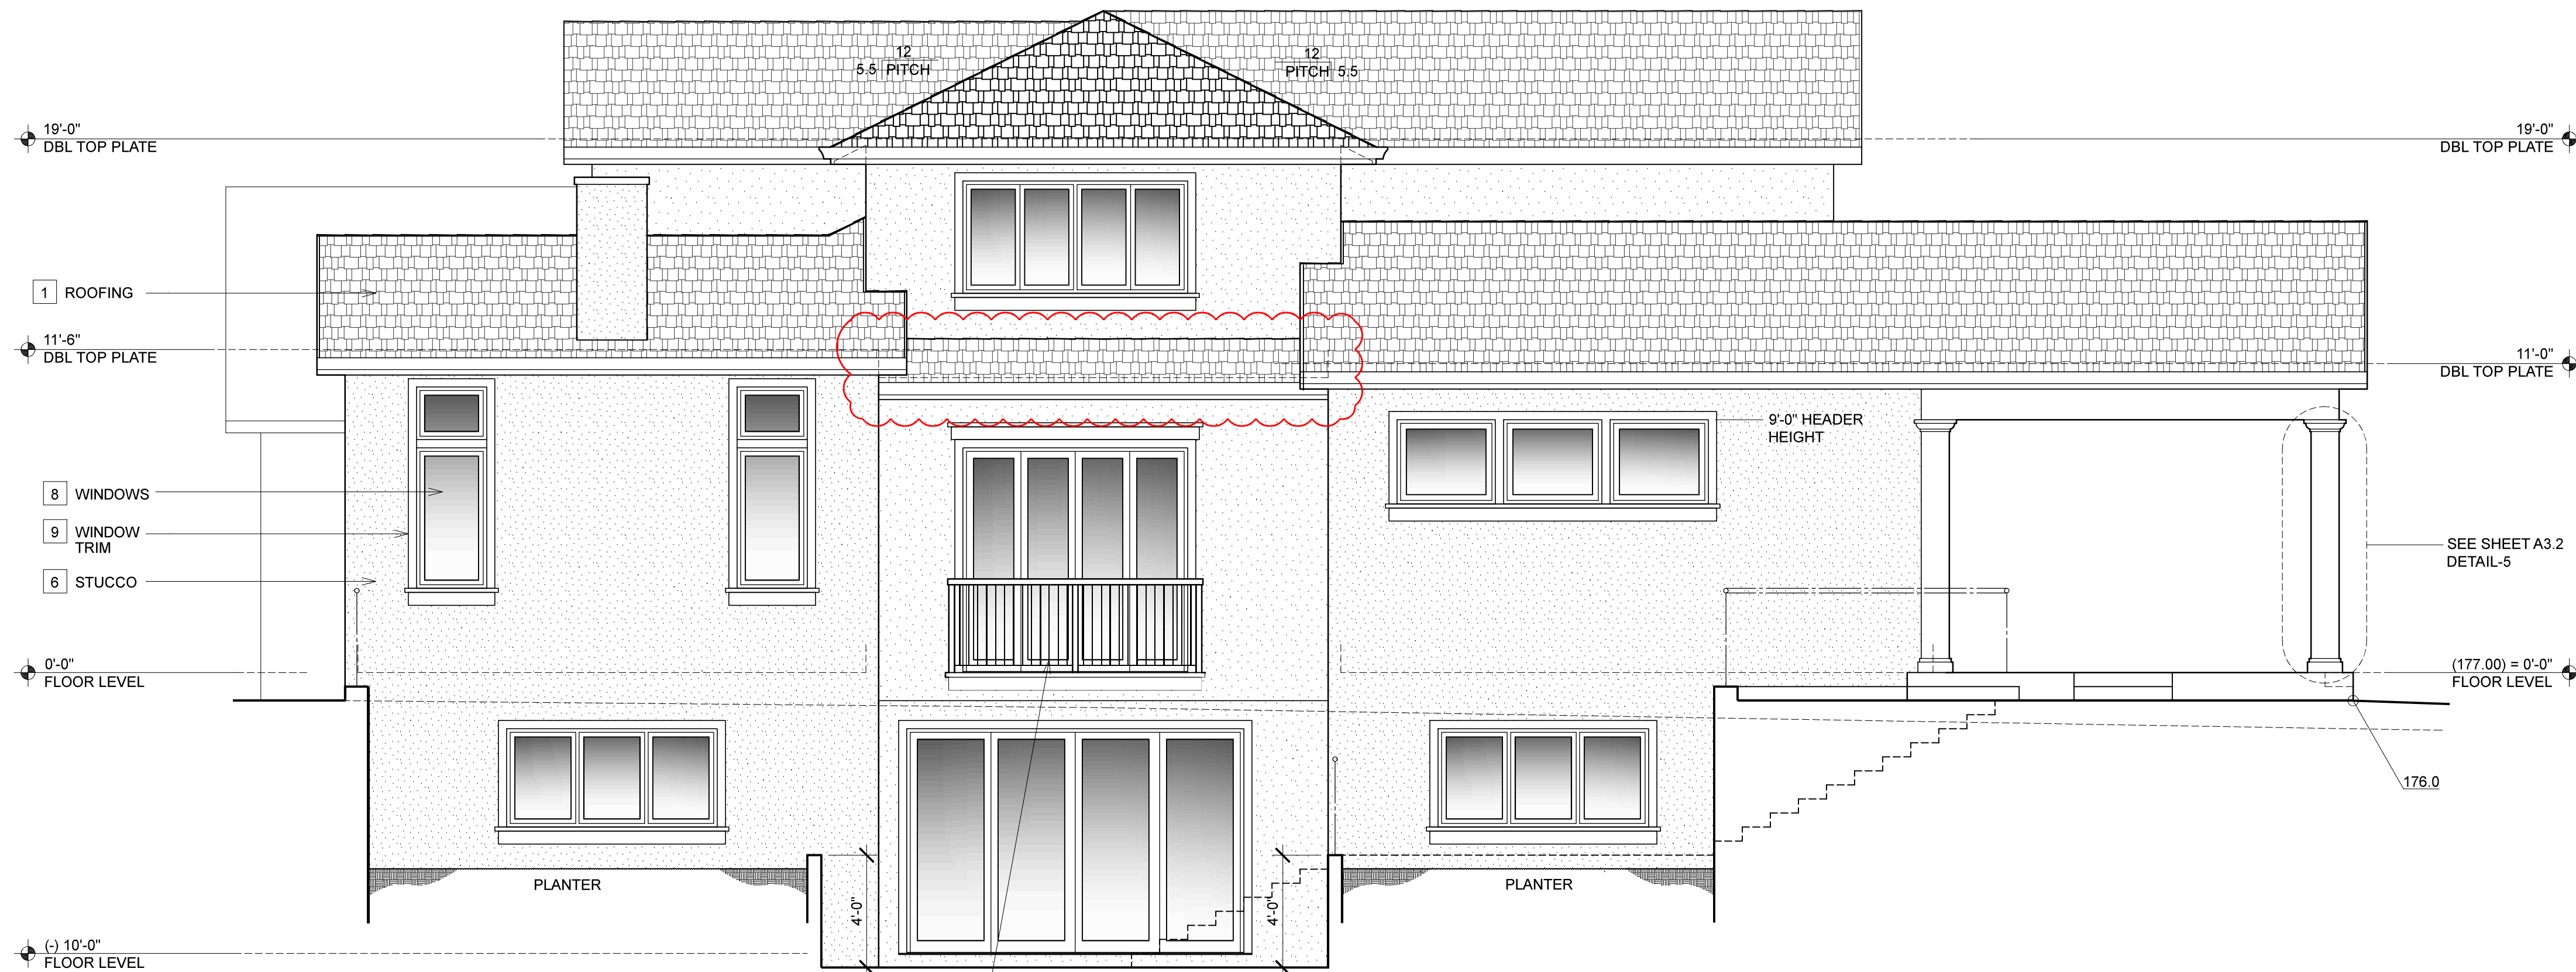 12
5.5 PITCH
12
PITCH 5.5
19'-0"
DBL TOP PLATE
19'-0"
DBL TOP PLATE
1 ROOFING
11'-6"
DBL TOP PLATE
11'-0"
DBL TOP PLATE
9'-0" HEADER
HEIGHT
8 WINDOWS
9 WINDOW
TRIM
6 STUCCO
SEE SHEET A3.2
DETAIL-5
0'-0"
FLOOR LEVEL
(177.00) = 0'-0"
FLOOR LEVEL
176.0
PLANTER
PLANTER
4'-0"
4'-0"
(-) 10'-0"
FLOOR LEVEL